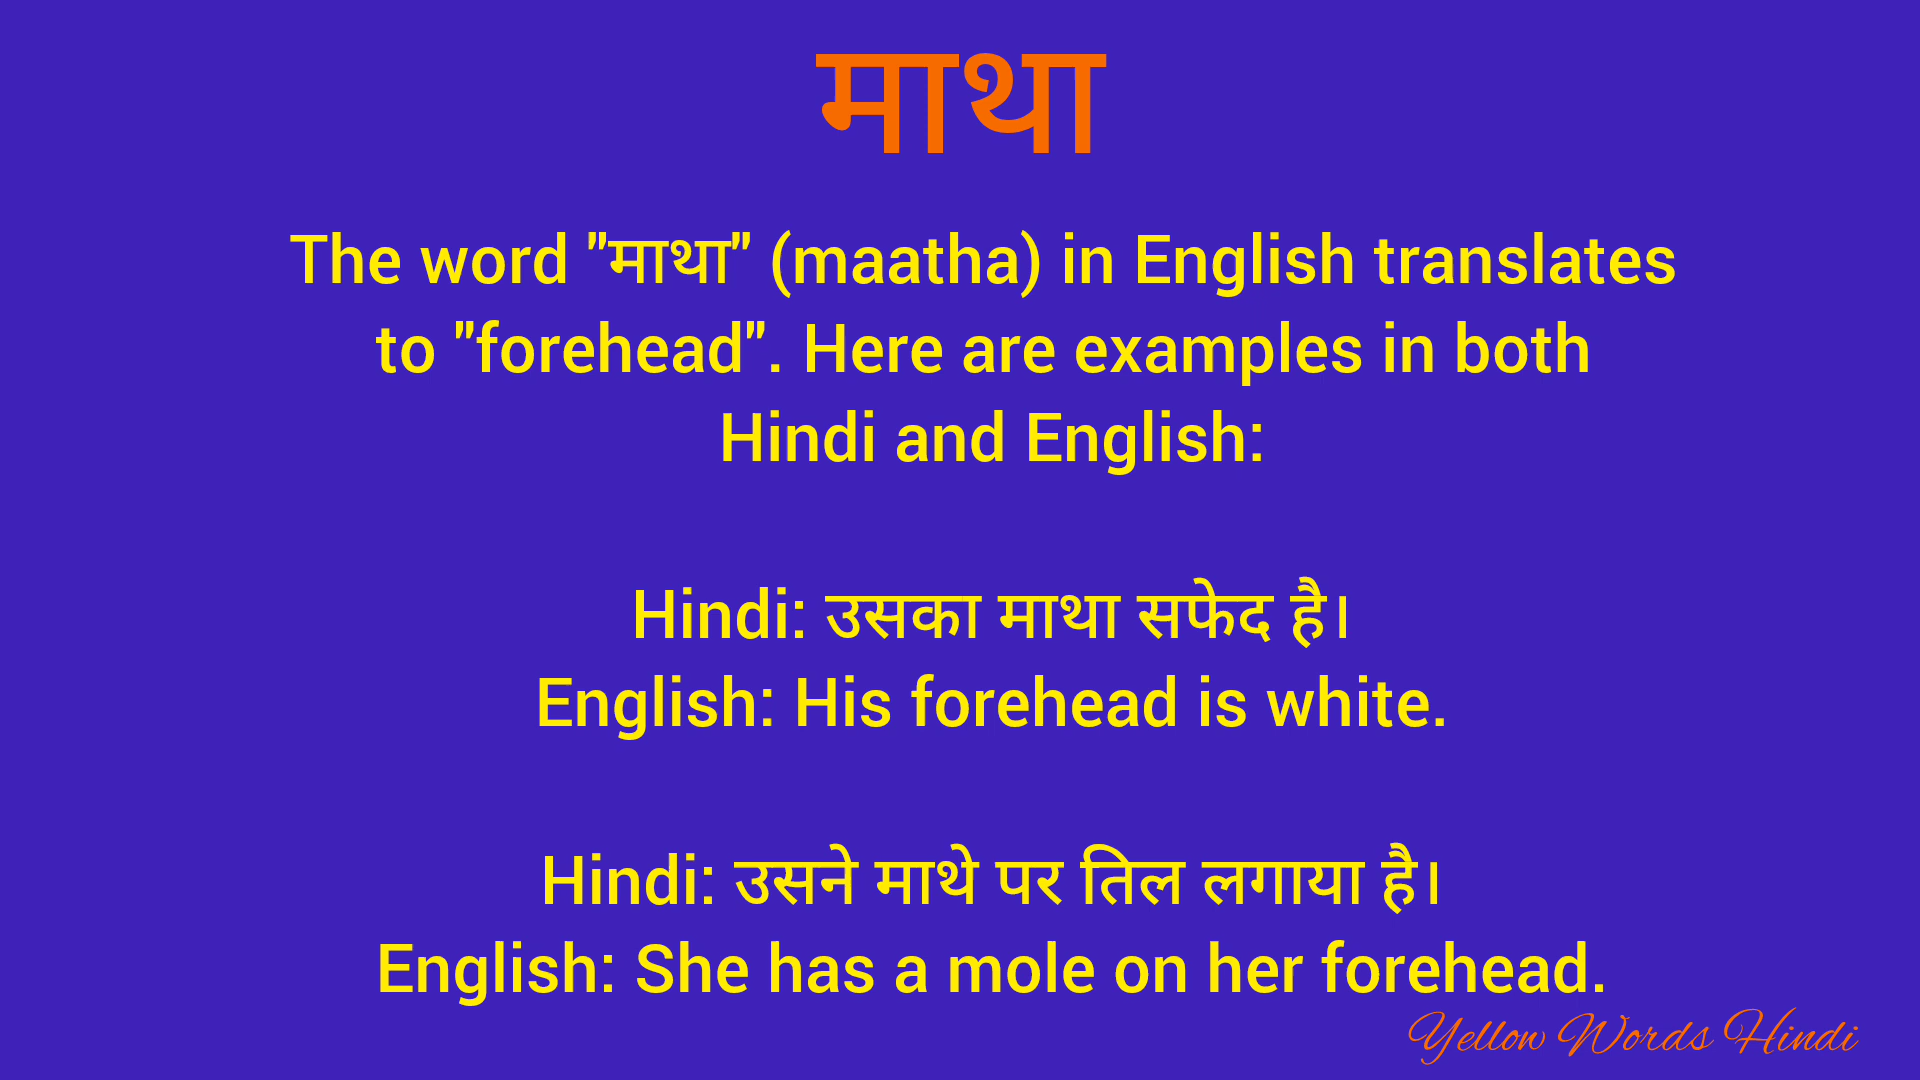 माथा
The word "माथा" (maatha) in English translates
to "forehead". Here are examples in both
Hindi and English:
Hindi: उसका माथा सफेद है।
English: His forehead is white.
Hindi: उसने माथे पर तिल लगाया है।
English: She has a mole on her forehead.
Yellow Words Hindi